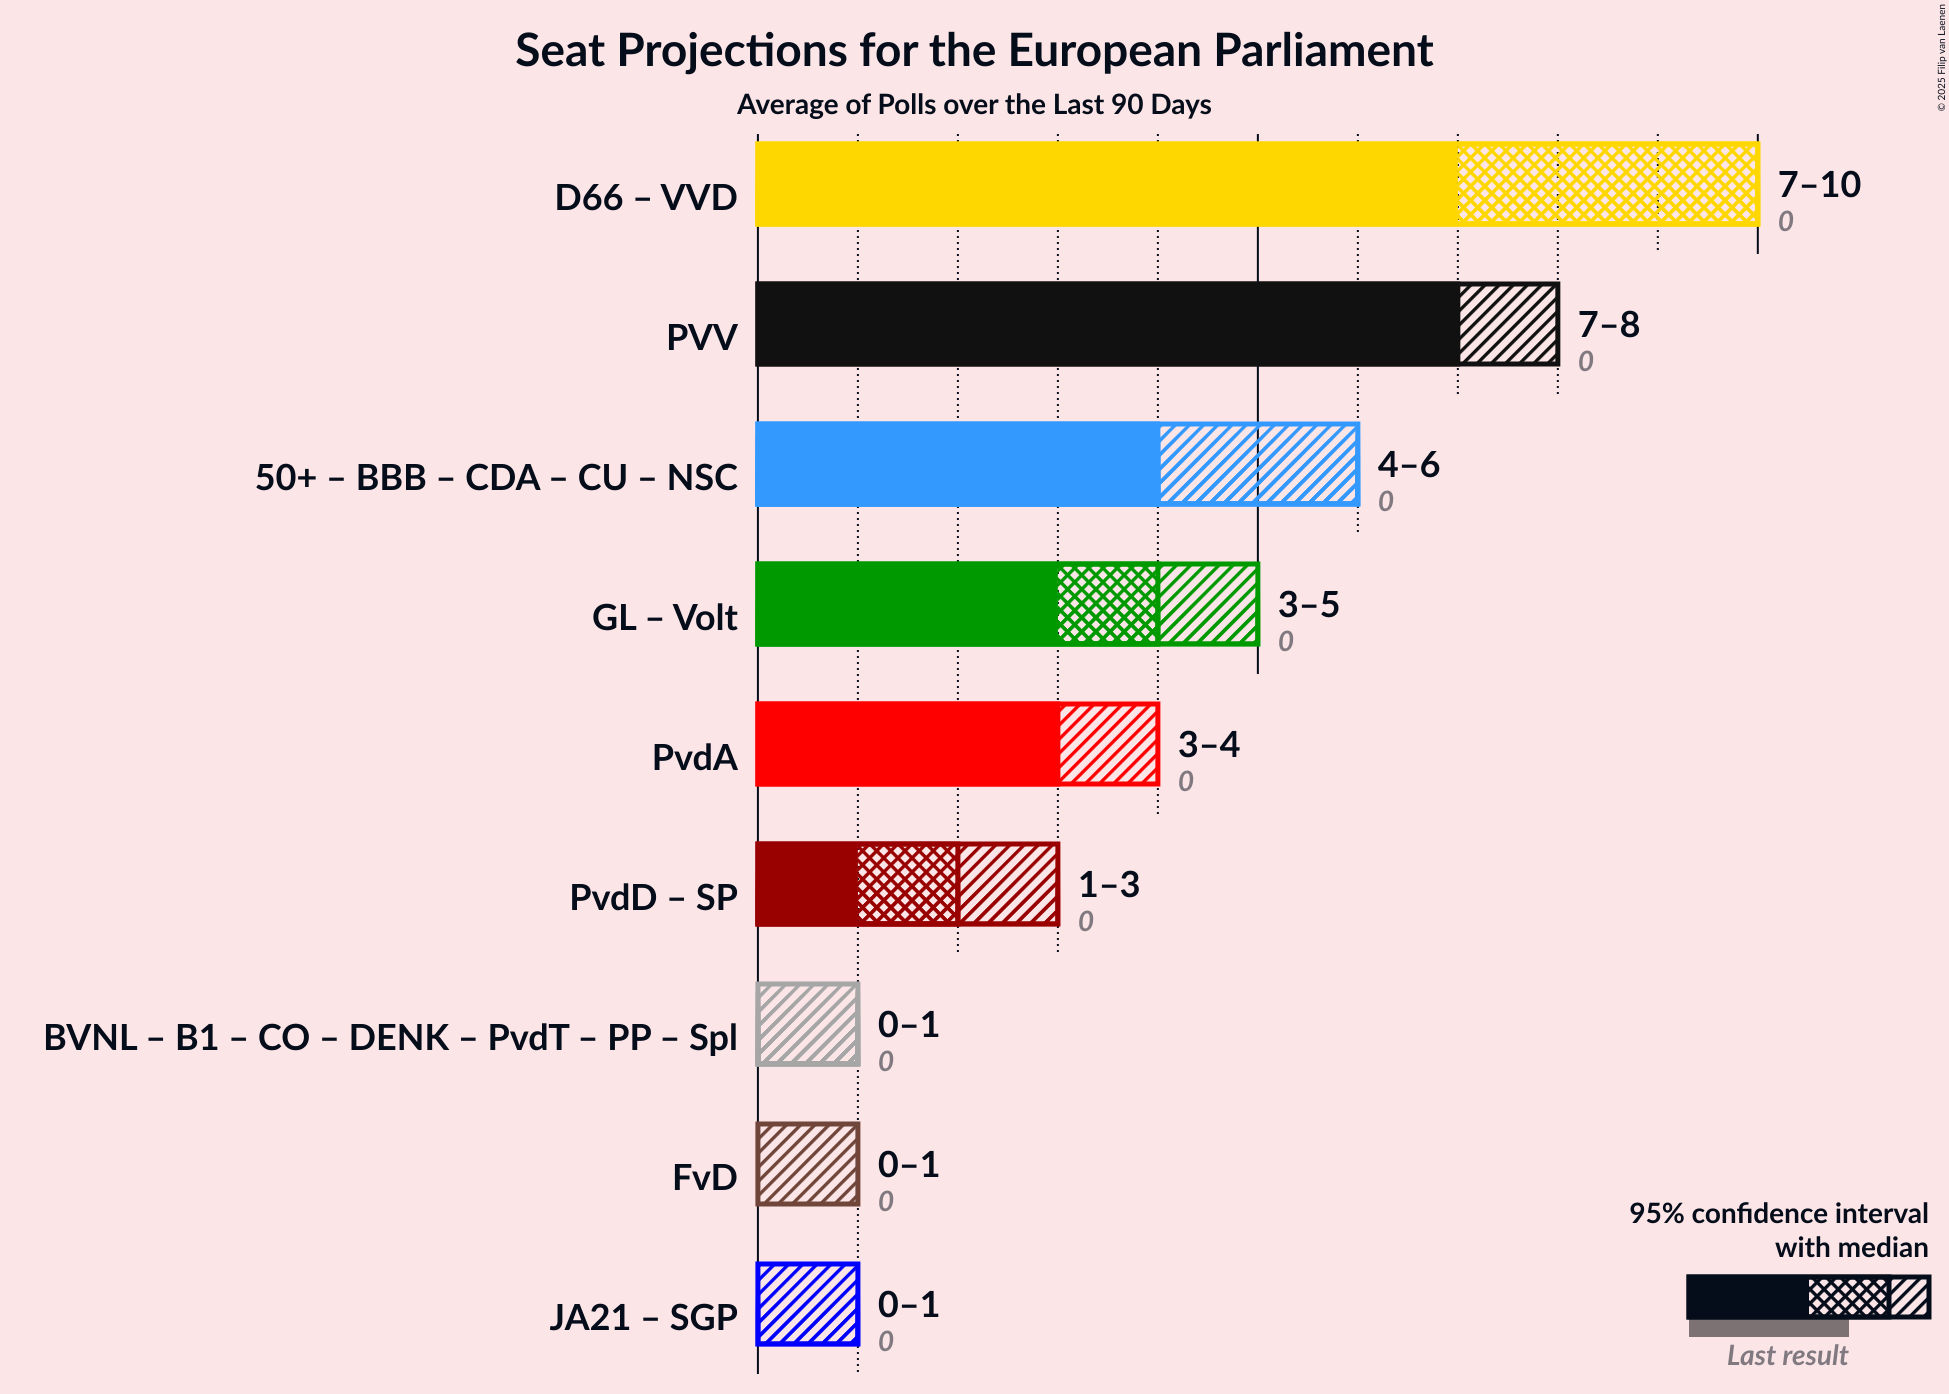 Seat Projections for the European Parliament
Average of Polls over the Last 90 Days
© 2025 Filip van Laenen
D66 – VVD
7–10
0
PVV
7–8
0
50+ – BBB – CDA – CU – NSC
4–6
0
GL – Volt
3–5
0
PvdA
3–4
0
PvdD – SP
1–3
0
BVNL – B1 – CO – DENK – PvdT – PP – Spl
0–1
0
FvD
0–1
0
JA21 – SGP
0–1
0
95% confidence interval
with median
Last result